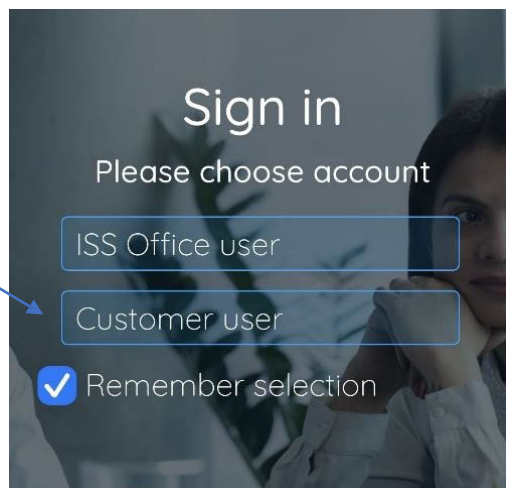 Sign in
Please choose account
ISS Office user
Customer user
Remember selection